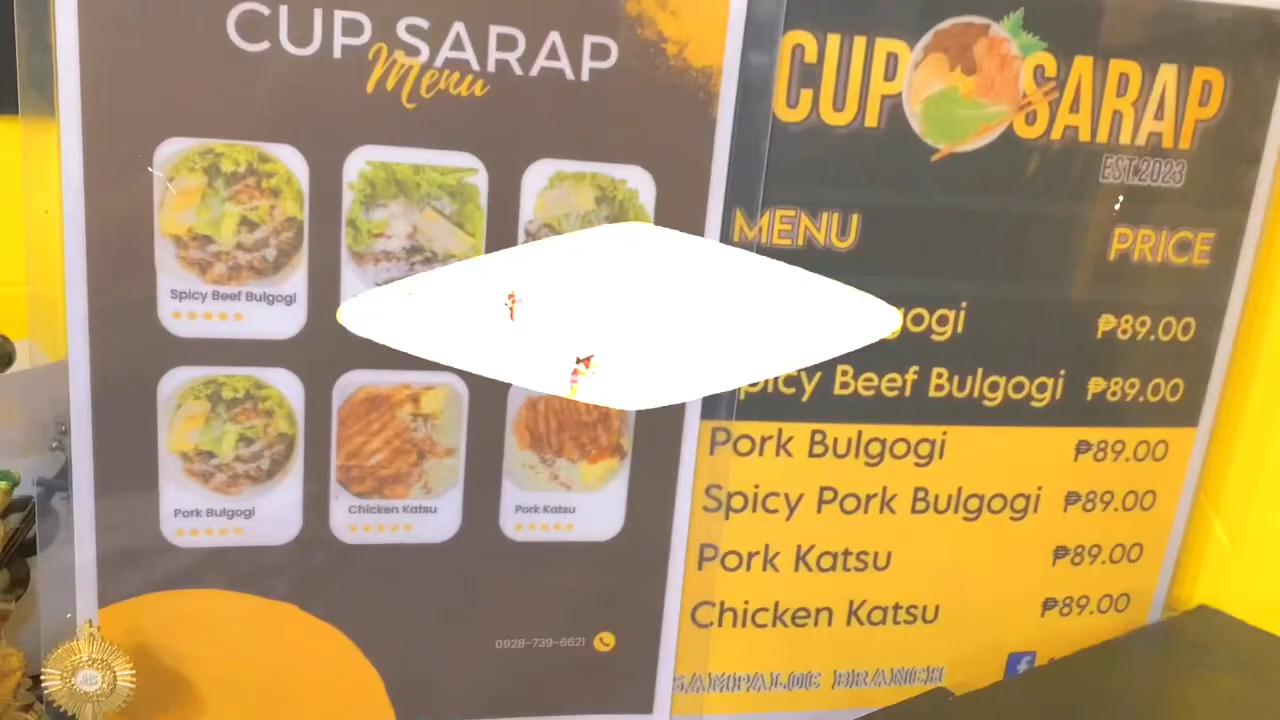 CUP SARAP
Menu
Spicy Beef Bulgogi
Pork Bulgogi
Chicken Katsu
Pork Katsu
0928-739-6621
CUP SARAP
EST.2023
MENU PRICE
₱89.00
Beef Bulgogi ₱89.00
Pork Bulgogi ₱89.00
Spicy Pork Bulgogi ₱89.00
Pork Katsu ₱89.00
Chicken Katsu ₱89.00
SAMPALOC BRANCH